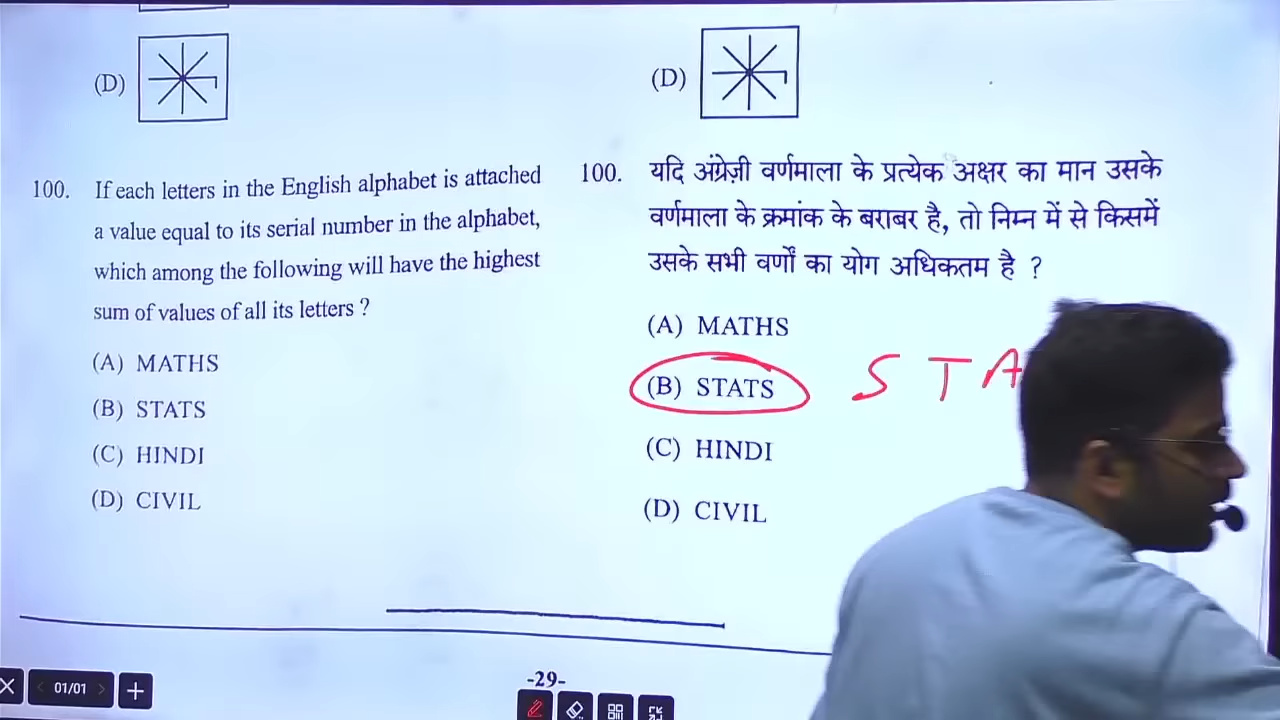 (D)
100. If each letters in the English alphabet is attached
a value equal to its serial number in the alphabet,
which among the following will have the highest
sum of values of all its letters ?
(A) MATHS
(B) STATS
(C) HINDI
(D) CIVIL
(D)
100. यदि अंग्रेज़ी वर्णमाला के प्रत्येक अक्षर का मान उसके
वर्णमाला के क्रमांक के बराबर है, तो निम्न में से किसमें
उसके सभी वर्णों का योग अधिकतम है ?
(A) MATHS
(B) STATS
S T A
(C) HINDI
(D) CIVIL
-29-
01/01